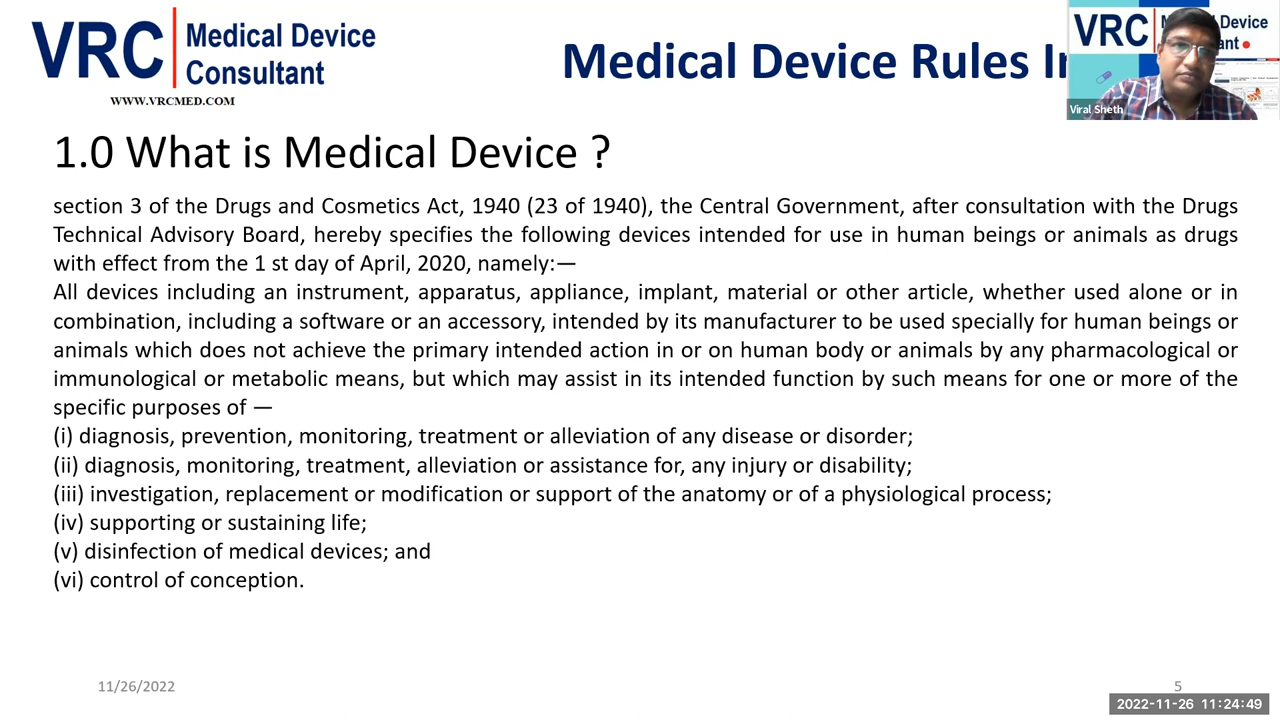 VRC Medical Device
Consultant
WWW.VRCMED.COM
Medical Device Rules
VRC
Device
Viral Sheth
1.0 What is Medical Device ?
section 3 of the Drugs and Cosmetics Act, 1940 (23 of 1940), the Central Government, after consultation with the Drugs
Technical Advisory Board, hereby specifies the following devices intended for use in human beings or animals as drugs
with effect from the 1 st day of April, 2020, namely:—
All devices including an instrument, apparatus, appliance, implant, material or other article, whether used alone or in
combination, including a software or an accessory, intended by its manufacturer to be used specially for human beings or
animals which does not achieve the primary intended action in or on human body or animals by any pharmacological or
immunological or metabolic means, but which may assist in its intended function by such means for one or more of the
specific purposes of —
(i) diagnosis, prevention, monitoring, treatment or alleviation of any disease or disorder;
(ii) diagnosis, monitoring, treatment, alleviation or assistance for, any injury or disability;
(iii) investigation, replacement or modification or support of the anatomy or of a physiological process;
(iv) supporting or sustaining life;
(v) disinfection of medical devices; and
(vi) control of conception.
11/26/2022
5
2022-11-26 11:24:49